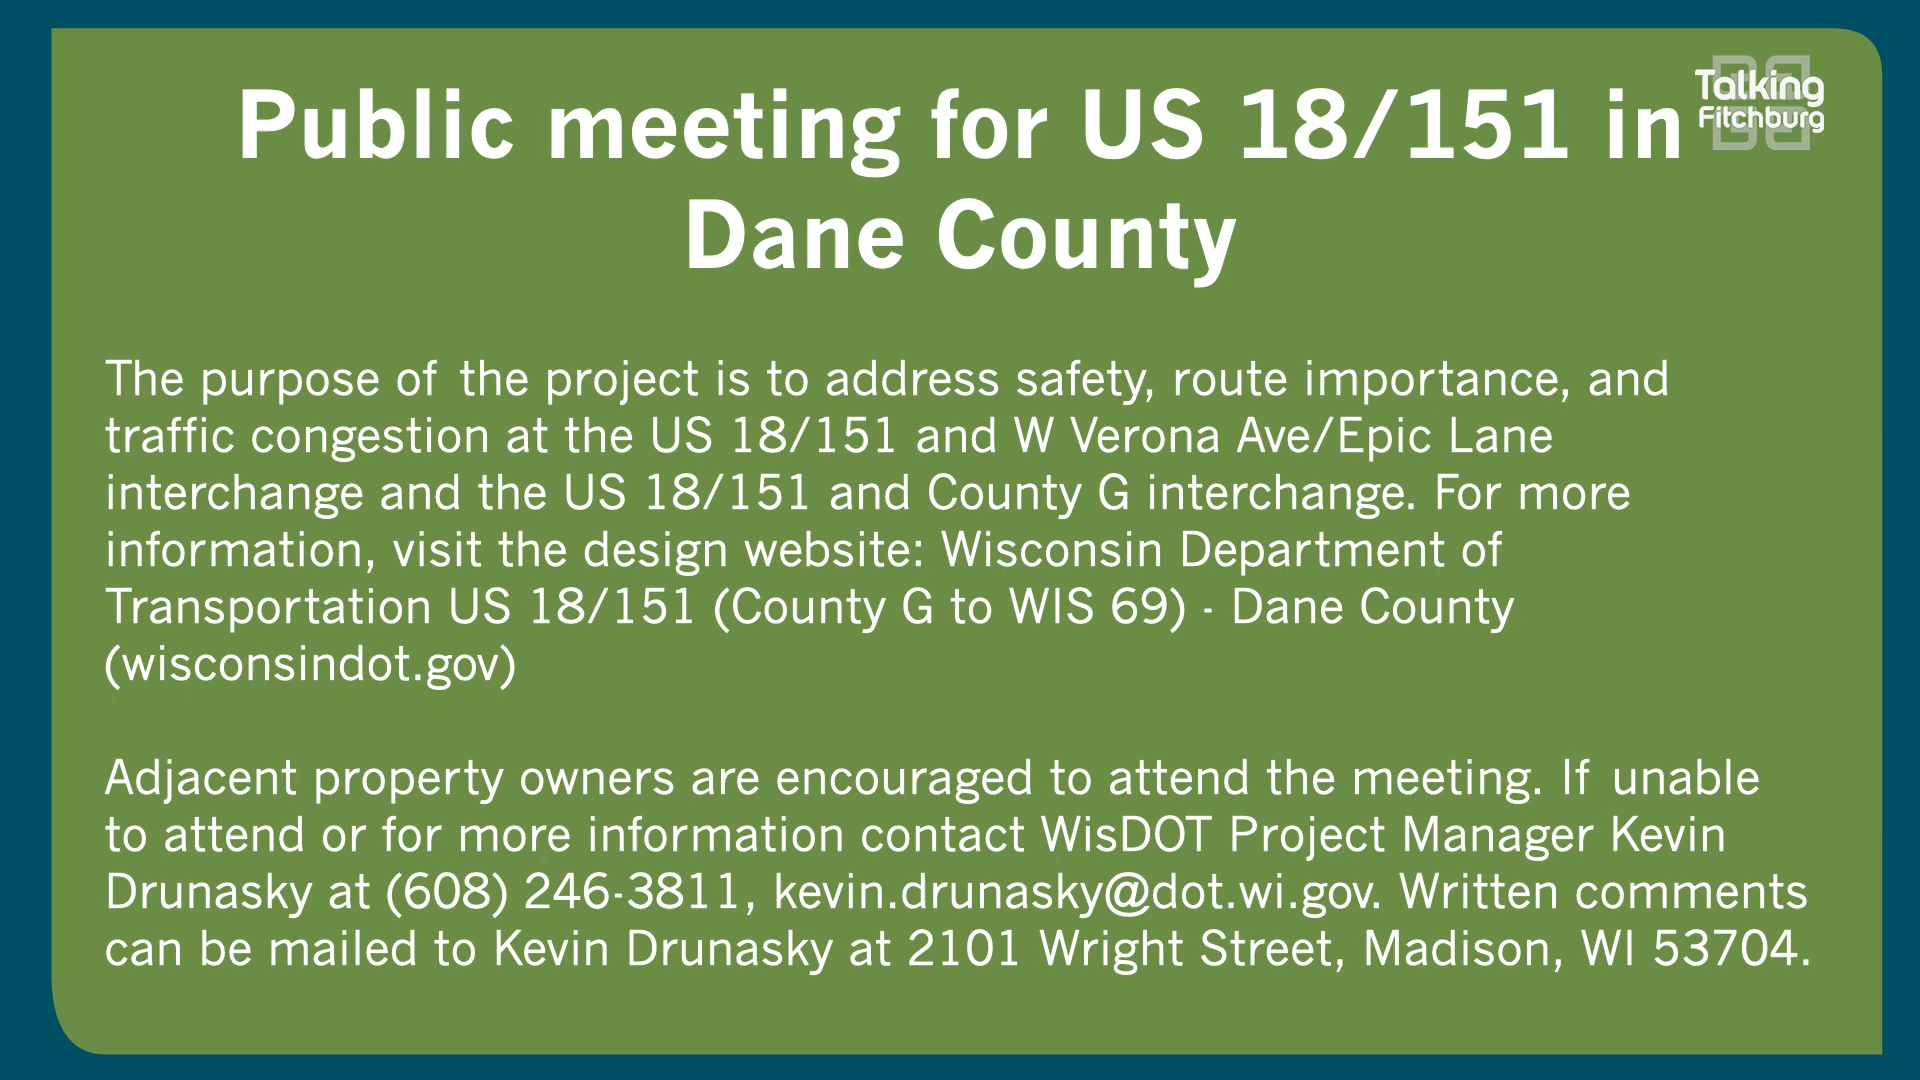 Public meeting for US 18/151 in
Dane County
Talking
Fitchburg
The purpose of the project is to address safety, route importance, and
traffic congestion at the US 18/151 and W Verona Ave/Epic Lane
interchange and the US 18/151 and County G interchange. For more
information, visit the design website: Wisconsin Department of
Transportation US 18/151 (County G to WIS 69) - Dane County
(wisconsindot.gov)
Adjacent property owners are encouraged to attend the meeting. If unable
to attend or for more information contact WisDOT Project Manager Kevin
Drunasky at (608) 246-3811, kevin.drunasky@dot.wi.gov. Written comments
can be mailed to Kevin Drunasky at 2101 Wright Street, Madison, WI 53704.